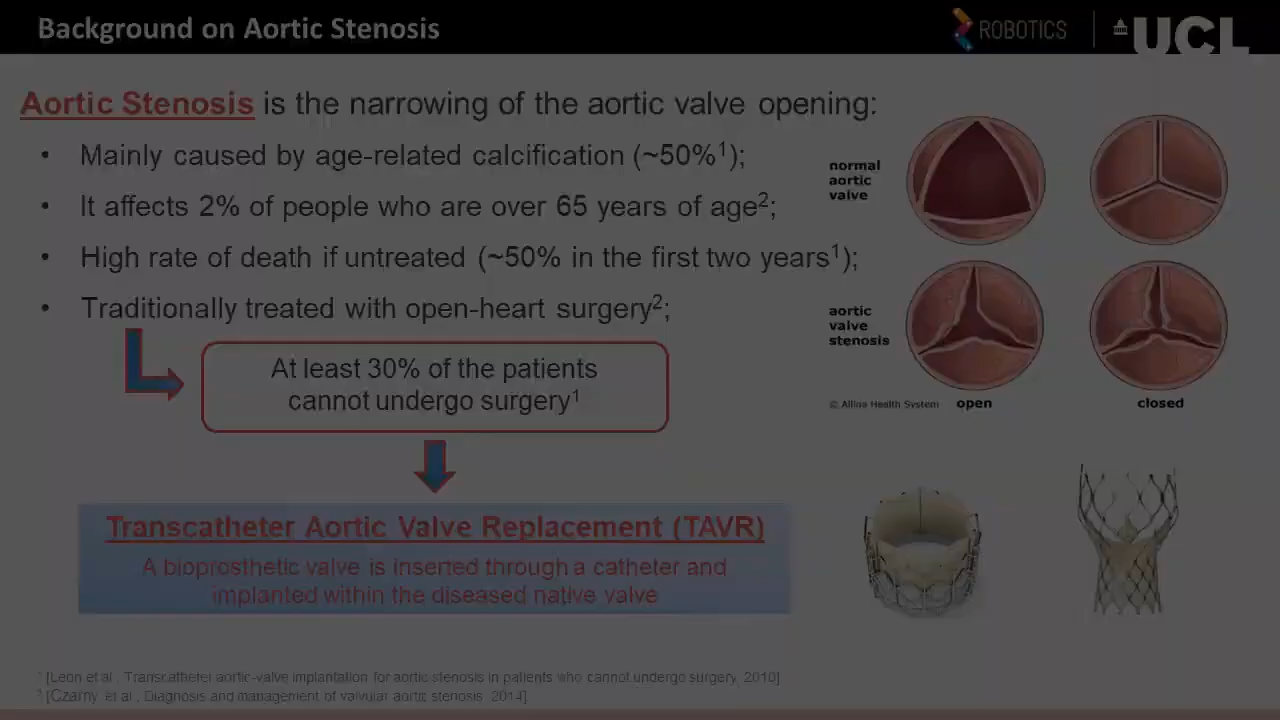 Background on Aortic Stenosis
ROBOTICS
UCL
Aortic Stenosis is the narrowing of the aortic valve opening:
• Mainly caused by age-related calcification (~50%¹);
• It affects 2% of people who are over 65 years of age²;
• High rate of death if untreated (~50% in the first two years¹);
• Traditionally treated with open-heart surgery²;
At least 30% of the patients
cannot undergo surgery¹
Transcatheter Aortic Valve Replacement (TAVR)
A bioprosthetic valve is inserted through a catheter and
implanted within the diseased native valve
normal
aortic
valve
aortic
valve
stenosis
© Allina Health System
open
closed
¹ [Leon et al., Transcatheter aortic-valve implantation for aortic stenosis in patients who cannot undergo surgery, 2010]
² [Czarny et al., Diagnosis and management of valvular aortic stenosis, 2014]